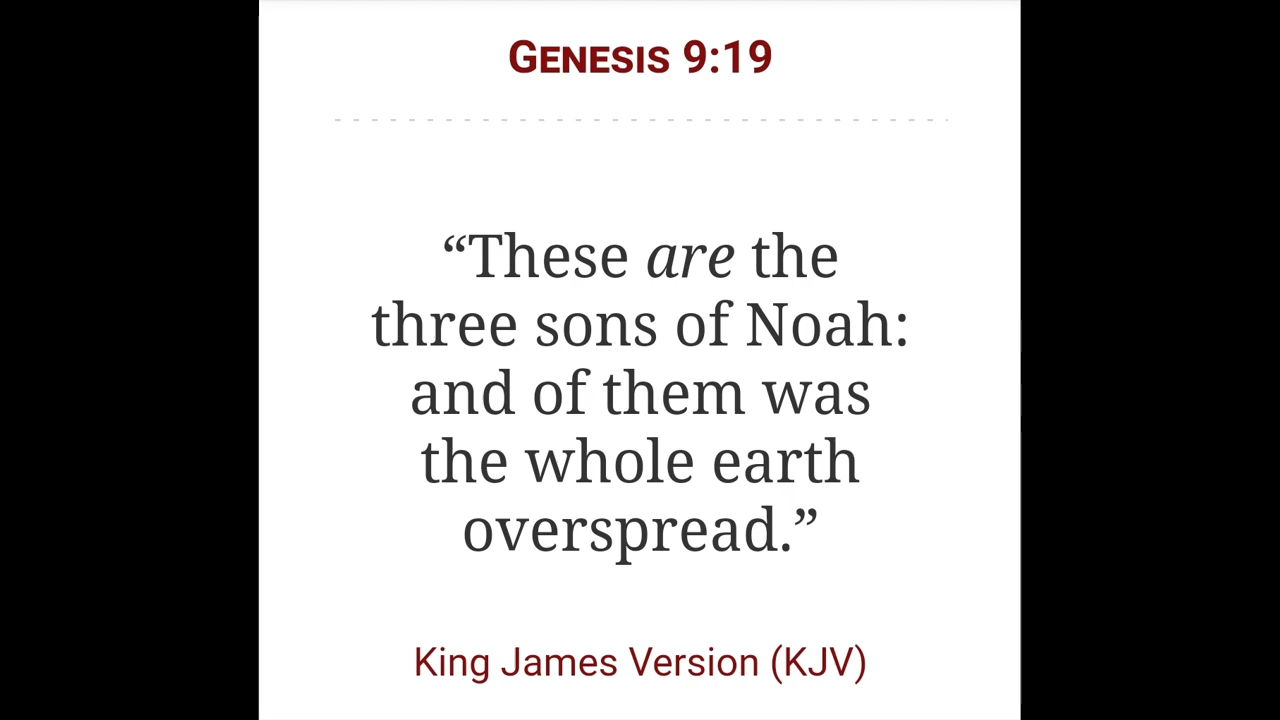 GENESIS 9:19
“These are the
three sons of Noah:
and of them was
the whole earth
overspread.”
King James Version (KJV)